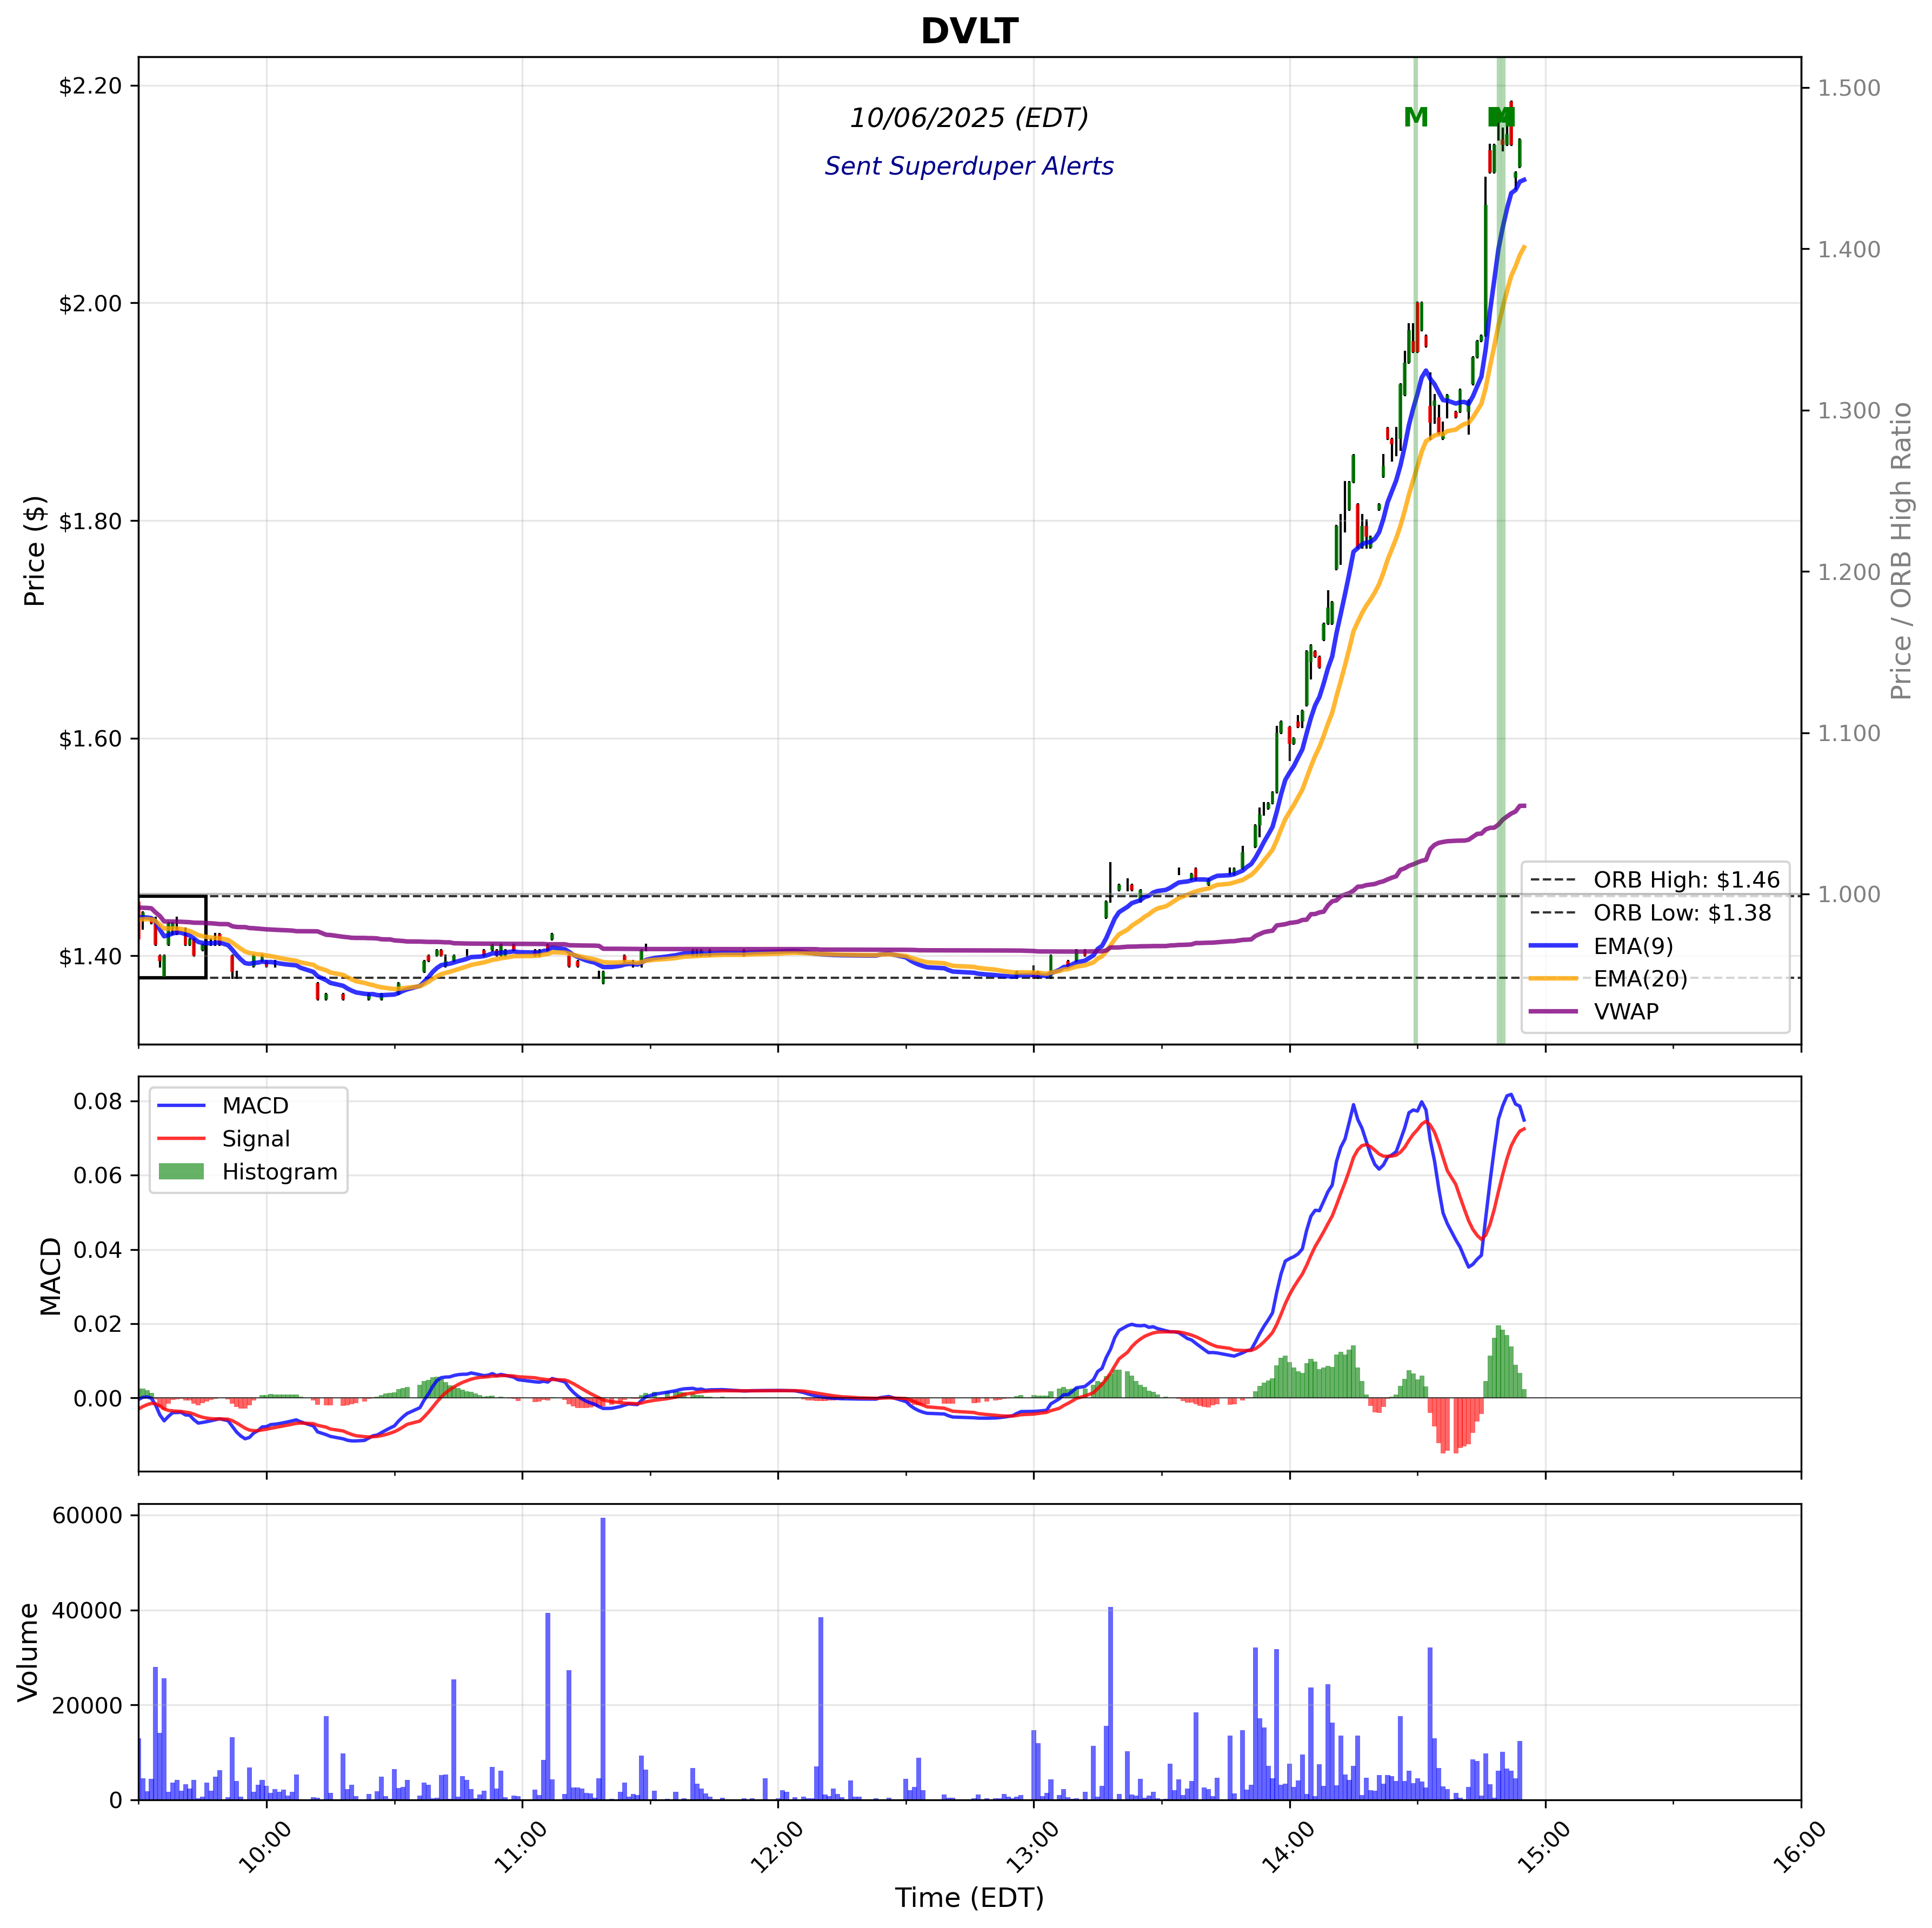 DVLT
10/06/2025 (EDT)
Sent Superduper Alerts
M
M
Price ($)
$2.20
$2.00
$1.80
$1.60
$1.40
1.500
1.400
1.300
1.200
1.100
1.000
Price / ORB High Ratio
ORB High: $1.46
ORB Low: $1.38
EMA(9)
EMA(20)
VWAP
MACD
0.08
0.06
0.04
0.02
0.00
MACD
Signal
Histogram
Volume
60000
40000
20000
0
10:00
11:00
12:00
13:00
14:00
15:00
16:00
Time (EDT)